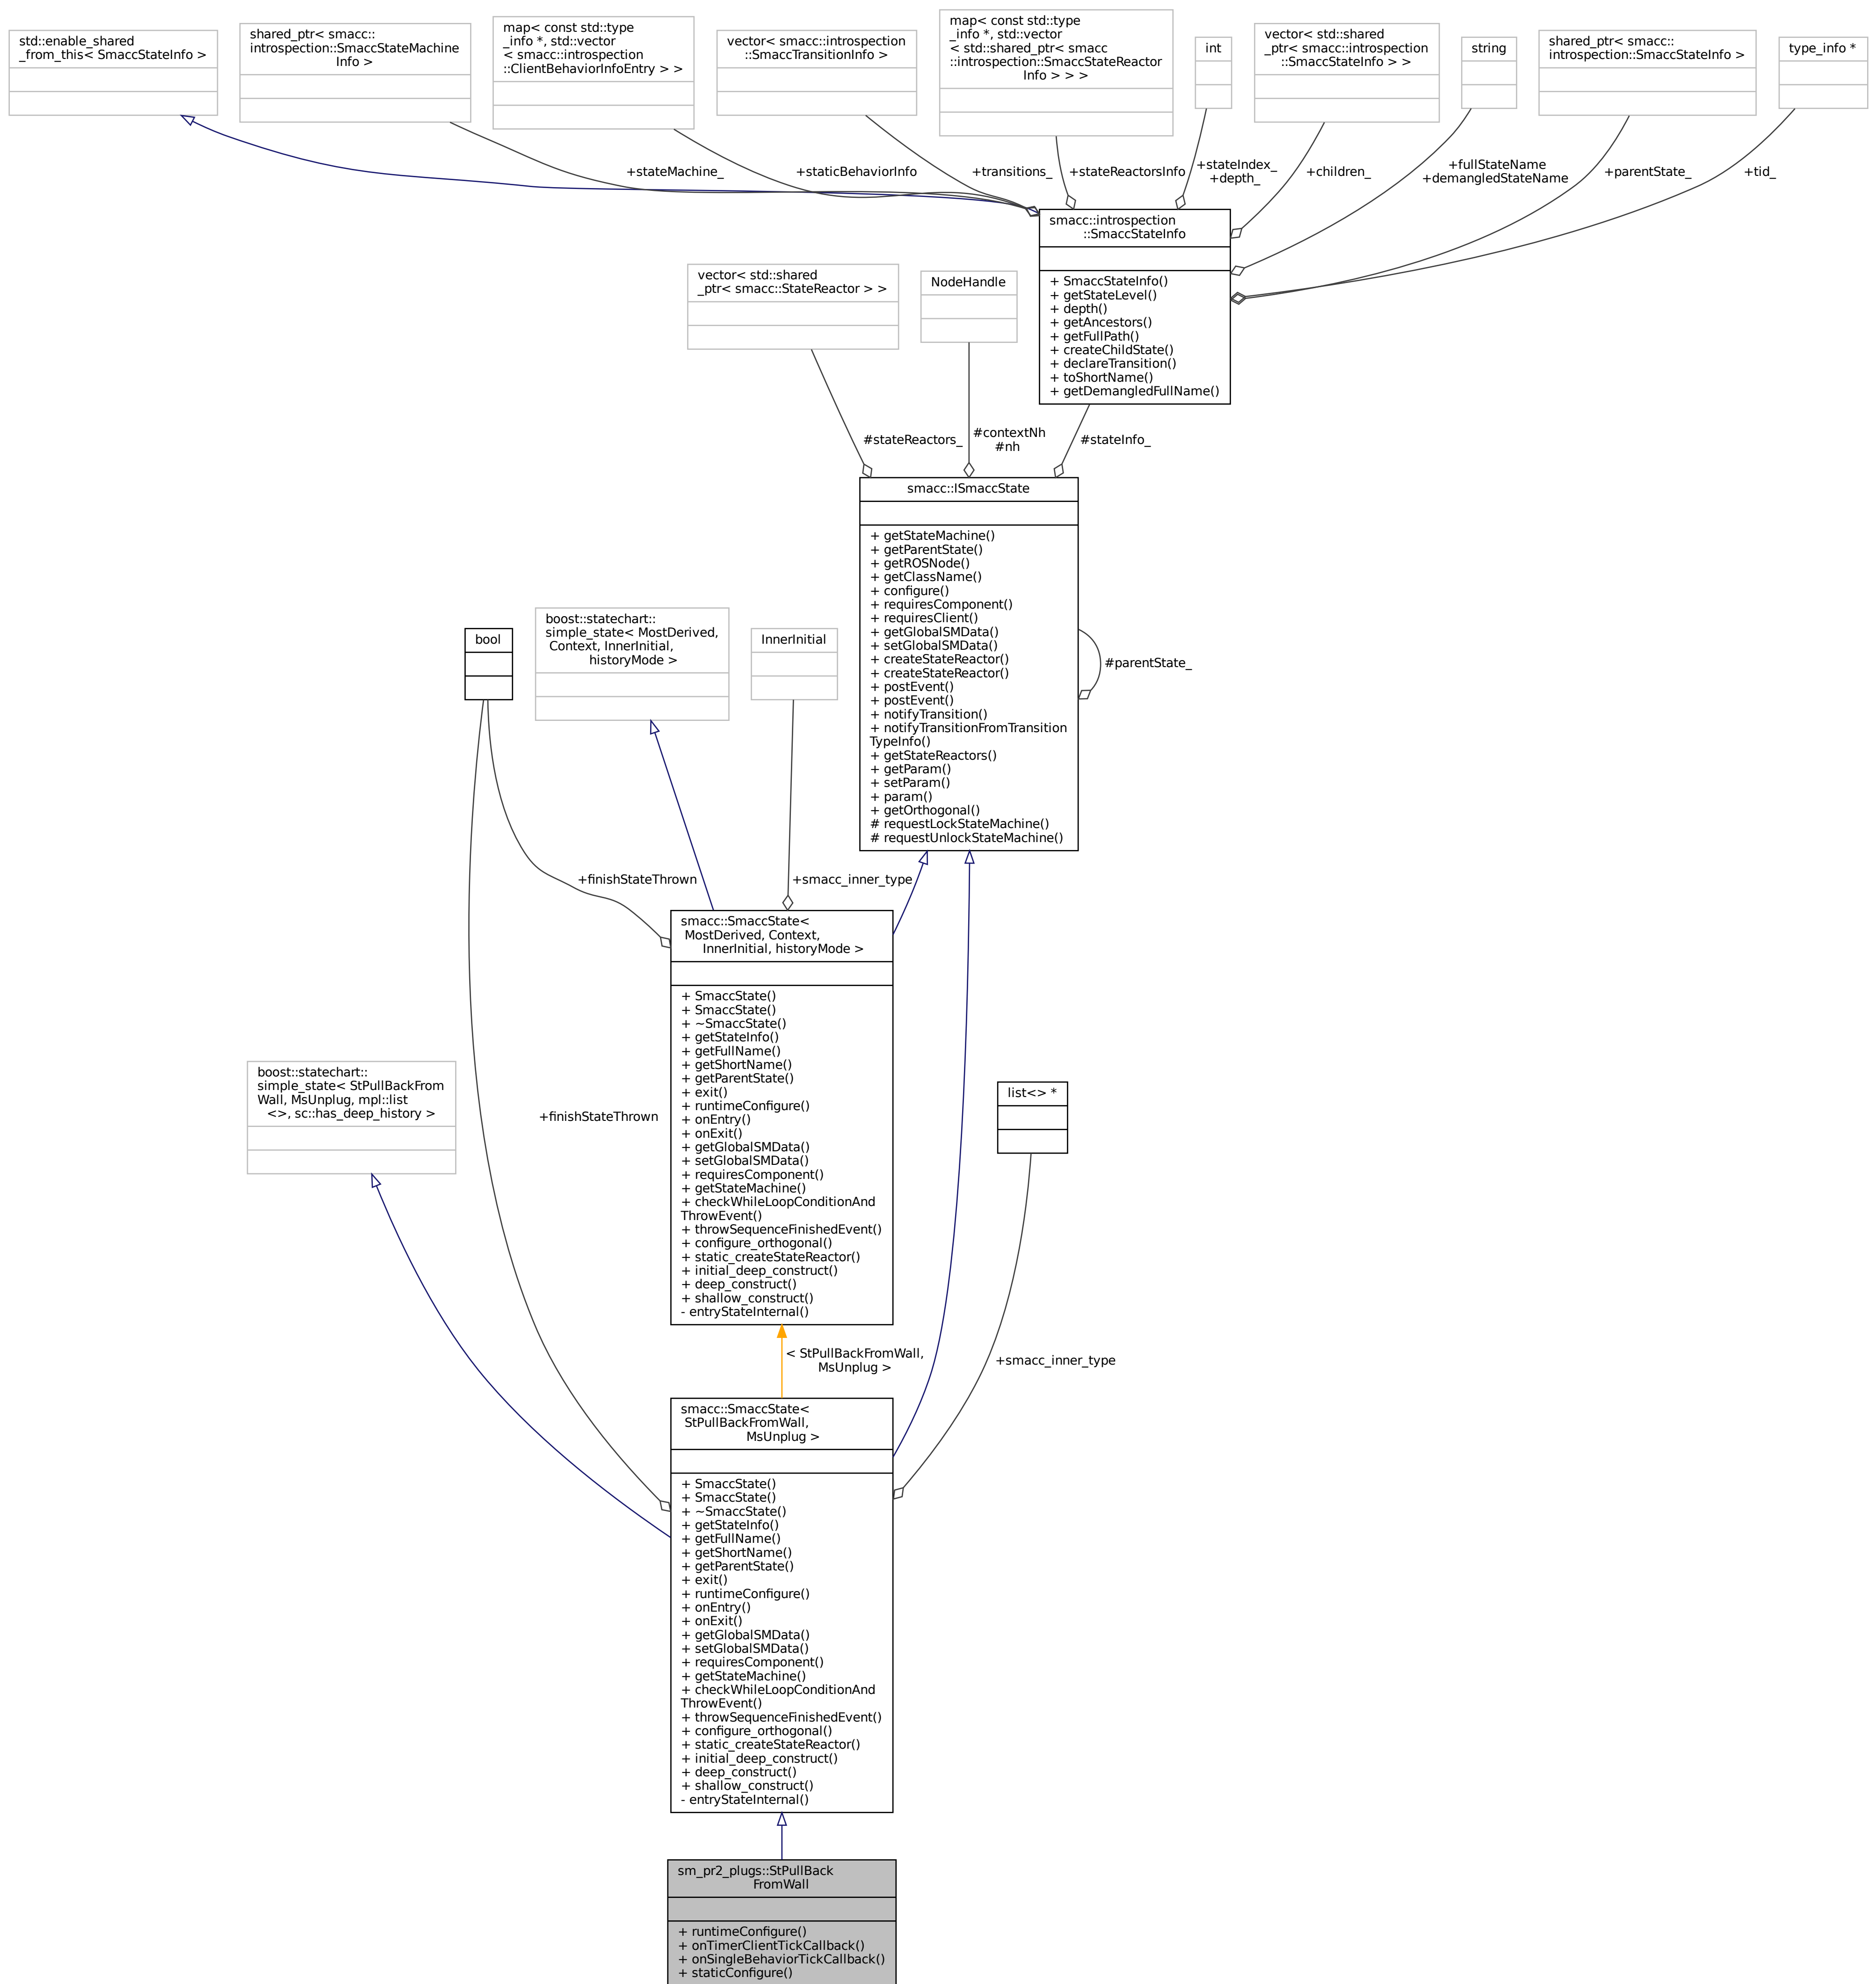 std::enable_shared
_from_this< SmaccStateInfo >
shared_ptr< smacc::
introspection::SmaccStateMachine
Info >
map< const std::type
_info *, std::vector
< smacc::introspection
::ClientBehaviorInfoEntry > >
vector< smacc::introspection
::SmaccTransitionInfo >
map< const std::type
_info *, std::vector
< std::shared_ptr< smacc
::introspection::SmaccStateReactor
Info > > >
int
vector< std::shared
_ptr< smacc::introspection
::SmaccStateInfo > >
string
shared_ptr< smacc::
introspection::SmaccStateInfo >
type_info *
+stateMachine_
+staticBehaviorInfo
+transitions_
+stateReactorsInfo
+stateIndex_
+depth_
+children_
+fullStateName
+demangledStateName
+parentState_
+tid_
smacc::introspection
::SmaccStateInfo
+ SmaccStateInfo()
+ getStateLevel()
+ depth()
+ getAncestors()
+ getFullPath()
+ createChildState()
+ declareTransition()
+ toShortName()
+ getDemangledFullName()
vector< std::shared
_ptr< smacc::StateReactor > >
NodeHandle
#stateReactors_
#contextNh
#nh
#stateInfo_
smacc::ISmaccState
+ getStateMachine()
+ getParentState()
+ getROSNode()
+ getClassName()
+ configure()
+ requiresComponent()
+ requiresClient()
+ getGlobalSMData()
+ setGlobalSMData()
+ createStateReactor()
+ createStateReactor()
+ postEvent()
+ postEvent()
+ notifyTransition()
+ notifyTransitionFromTransition
TypeInfo()
+ getStateReactors()
+ getParam()
+ setParam()
+ param()
+ getOrthogonal()
# requestLockStateMachine()
# requestUnlockStateMachine()
#parentState_
bool
boost::statechart::
simple_state< MostDerived,
Context, InnerInitial,
historyMode >
InnerInitial
+finishStateThrown
+smacc_inner_type
smacc::SmaccState<
MostDerived, Context,
InnerInitial, historyMode >
+ SmaccState()
+ SmaccState()
+ ~SmaccState()
+ getStateInfo()
+ getFullName()
+ getShortName()
+ getParentState()
+ exit()
+ runtimeConfigure()
+ onEntry()
+ onExit()
+ getGlobalSMData()
+ setGlobalSMData()
+ requiresComponent()
+ getStateMachine()
+ checkWhileLoopConditionAnd
ThrowEvent()
+ throwSequenceFinishedEvent()
+ configure_orthogonal()
+ static_createStateReactor()
+ initial_deep_construct()
+ deep_construct()
+ shallow_construct()
- entryStateInternal()
boost::statechart::
simple_state< StPullBackFrom
Wall, MsUnplug, mpl::list
<>, sc::has_deep_history >
+finishStateThrown
list<> *
< StPullBackFromWall,
MsUnplug >
+smacc_inner_type
smacc::SmaccState<
StPullBackFromWall,
MsUnplug >
+ SmaccState()
+ SmaccState()
+ ~SmaccState()
+ getStateInfo()
+ getFullName()
+ getShortName()
+ getParentState()
+ exit()
+ runtimeConfigure()
+ onEntry()
+ onExit()
+ getGlobalSMData()
+ setGlobalSMData()
+ requiresComponent()
+ getStateMachine()
+ checkWhileLoopConditionAnd
ThrowEvent()
+ throwSequenceFinishedEvent()
+ configure_orthogonal()
+ static_createStateReactor()
+ initial_deep_construct()
+ deep_construct()
+ shallow_construct()
- entryStateInternal()
sm_pr2_plugs::StPullBack
FromWall
+ runtimeConfigure()
+ onTimerClientTickCallback()
+ onSingleBehaviorTickCallback()
+ staticConfigure()